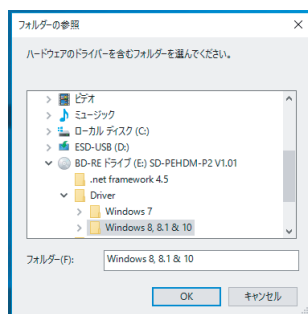 フォルダーの参照
ハードウェアのドライバーを含むフォルダーを選んでください。
ビデオ
ミュージック
ローカル ディスク (C:)
ESD-USB (D:)
BD-RE ドライブ (E:) SD-PEHDM-P2 V1.01
.net framework 4.5
Driver
Windows 7
Windows 8, 8.1 & 10
フォルダー(F): Windows 8, 8.1 & 10
OK キャンセル